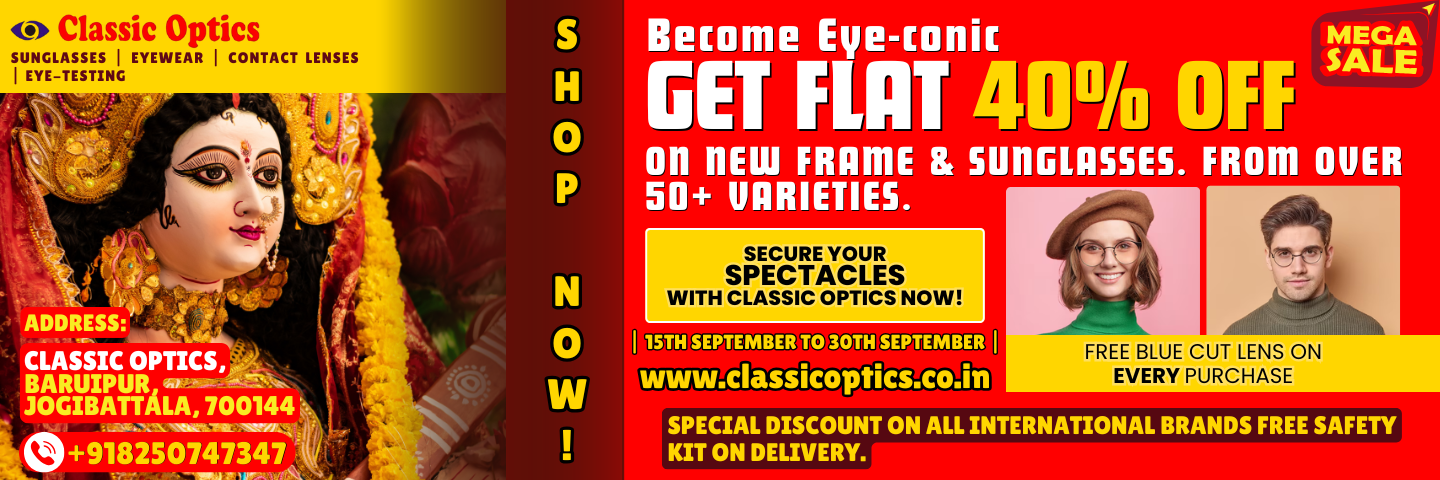 Classic Optics
SUNGLASSES | EYEWEAR | CONTACT LENSES
| EYE-TESTING
ADDRESS:
CLASSIC OPTICS,
BARUIPUR,
JOGIBATTALA, 700144
+918250747347
SHOP NOW!
Become Eye-conic
GET FLAT 40% OFF
ON NEW FRAME & SUNGLASSES. FROM OVER
50+ VARIETIES.
MEGA
SALE
SECURE YOUR
SPECTACLES
WITH CLASSIC OPTICS NOW!
| 15TH SEPTEMBER TO 30TH SEPTEMBER |
www.classicoptics.co.in
FREE BLUE CUT LENS ON
EVERY PURCHASE
SPECIAL DISCOUNT ON ALL INTERNATIONAL BRANDS FREE SAFETY
KIT ON DELIVERY.